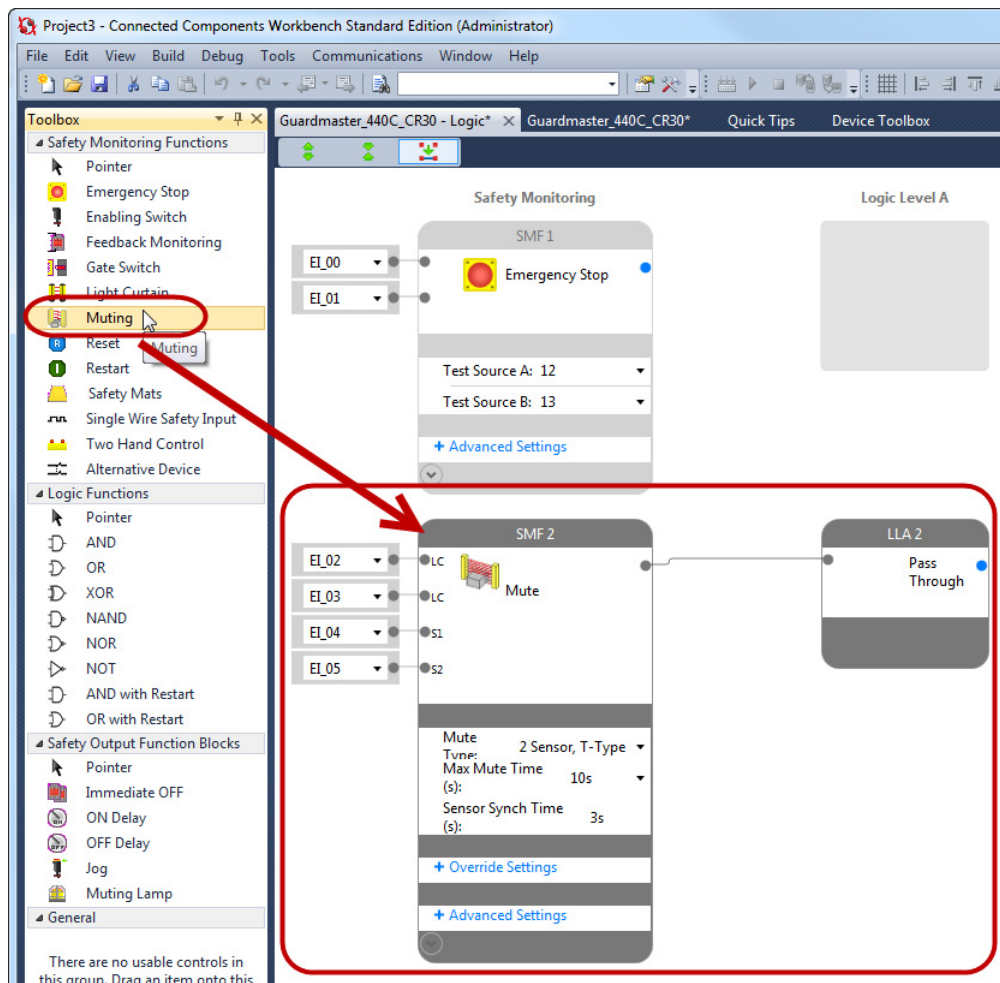 Project3 - Connected Components Workbench Standard Edition (Administrator)
File Edit View Build Debug Tools Communications Window Help
Toolbox
Guardmaster_440C_CR30 - Logic* Guardmaster_440C_CR30* Quick Tips Device Toolbox
Safety Monitoring Functions
Pointer
Emergency Stop
Enabling Switch
Feedback Monitoring
Gate Switch
Light Curtain
Muting
Reset
Muting
Restart
Safety Mats
Single Wire Safety Input
Two Hand Control
Alternative Device
Logic Functions
Pointer
AND
OR
XOR
NAND
NOR
NOT
AND with Restart
OR with Restart
Safety Output Function Blocks
Pointer
Immediate OFF
ON Delay
OFF Delay
Jog
Muting Lamp
General
There are no usable controls in
this group. Drag an item onto this
Safety Monitoring
Logic Level A
SMF 1
EI_00
Emergency Stop
EI_01
Test Source A: 12
Test Source B: 13
+ Advanced Settings
SMF 2
EI_02 LC
Mute
EI_03 LC
EI_04 S1
EI_05 S2
Mute
Type: 2 Sensor, T-Type
Max Mute Time
(s): 10s
Sensor Synch Time
(s): 3s
+ Override Settings
+ Advanced Settings
LLA 2
Pass
Through